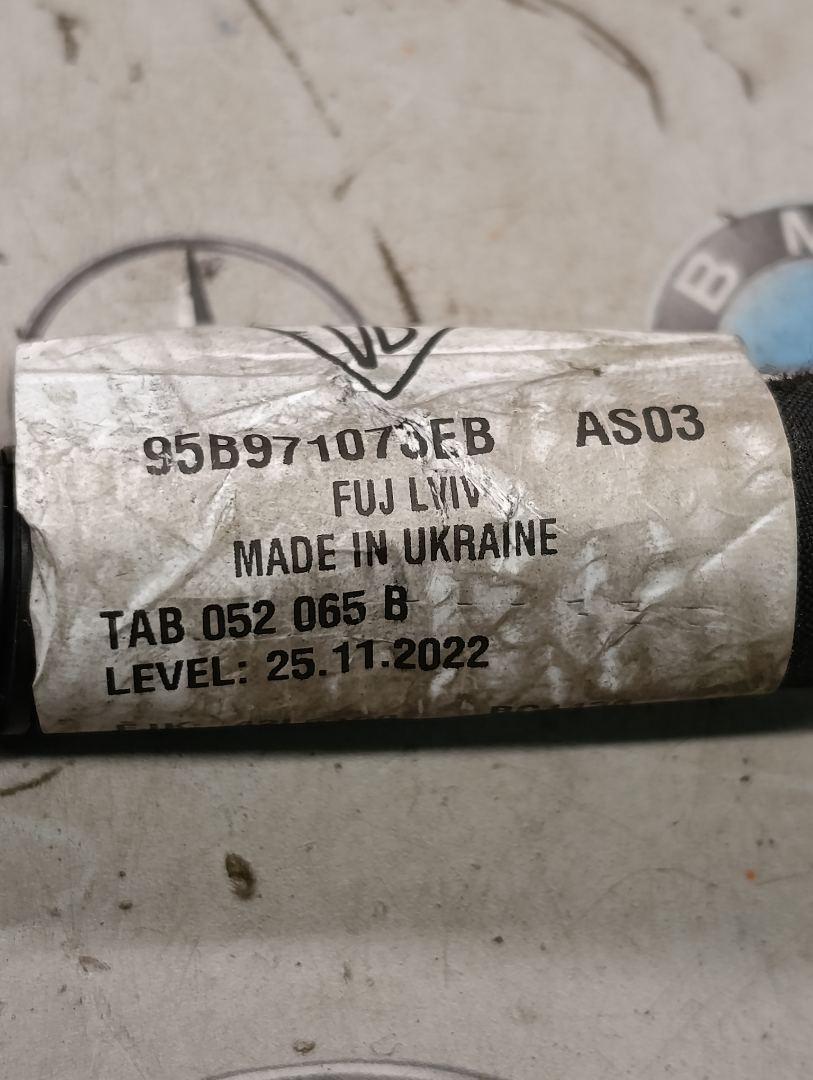 95B971073EB AS03
FUJ LVIV
MADE IN UKRAINE
TAB 052 065 B
LEVEL: 25.11.2022
B M